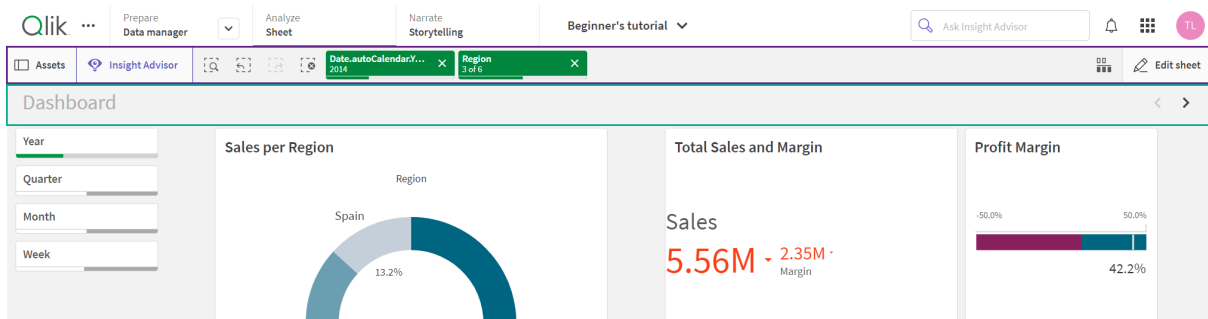 Qlik
Prepare
Data manager
Analyze
Sheet
Narrate
Storytelling
Beginner's tutorial
Ask Insight Advisor
TL
Assets
Insight Advisor
Date.autoCalendar.Y...
2014
Region
3 of 6
Edit sheet
Dashboard
Year
Quarter
Month
Week
Sales per Region
Region
Spain
13.2%
Total Sales and Margin
Sales
5.56M
2.35M
Margin
Profit Margin
-50.0%
50.0%
42.2%